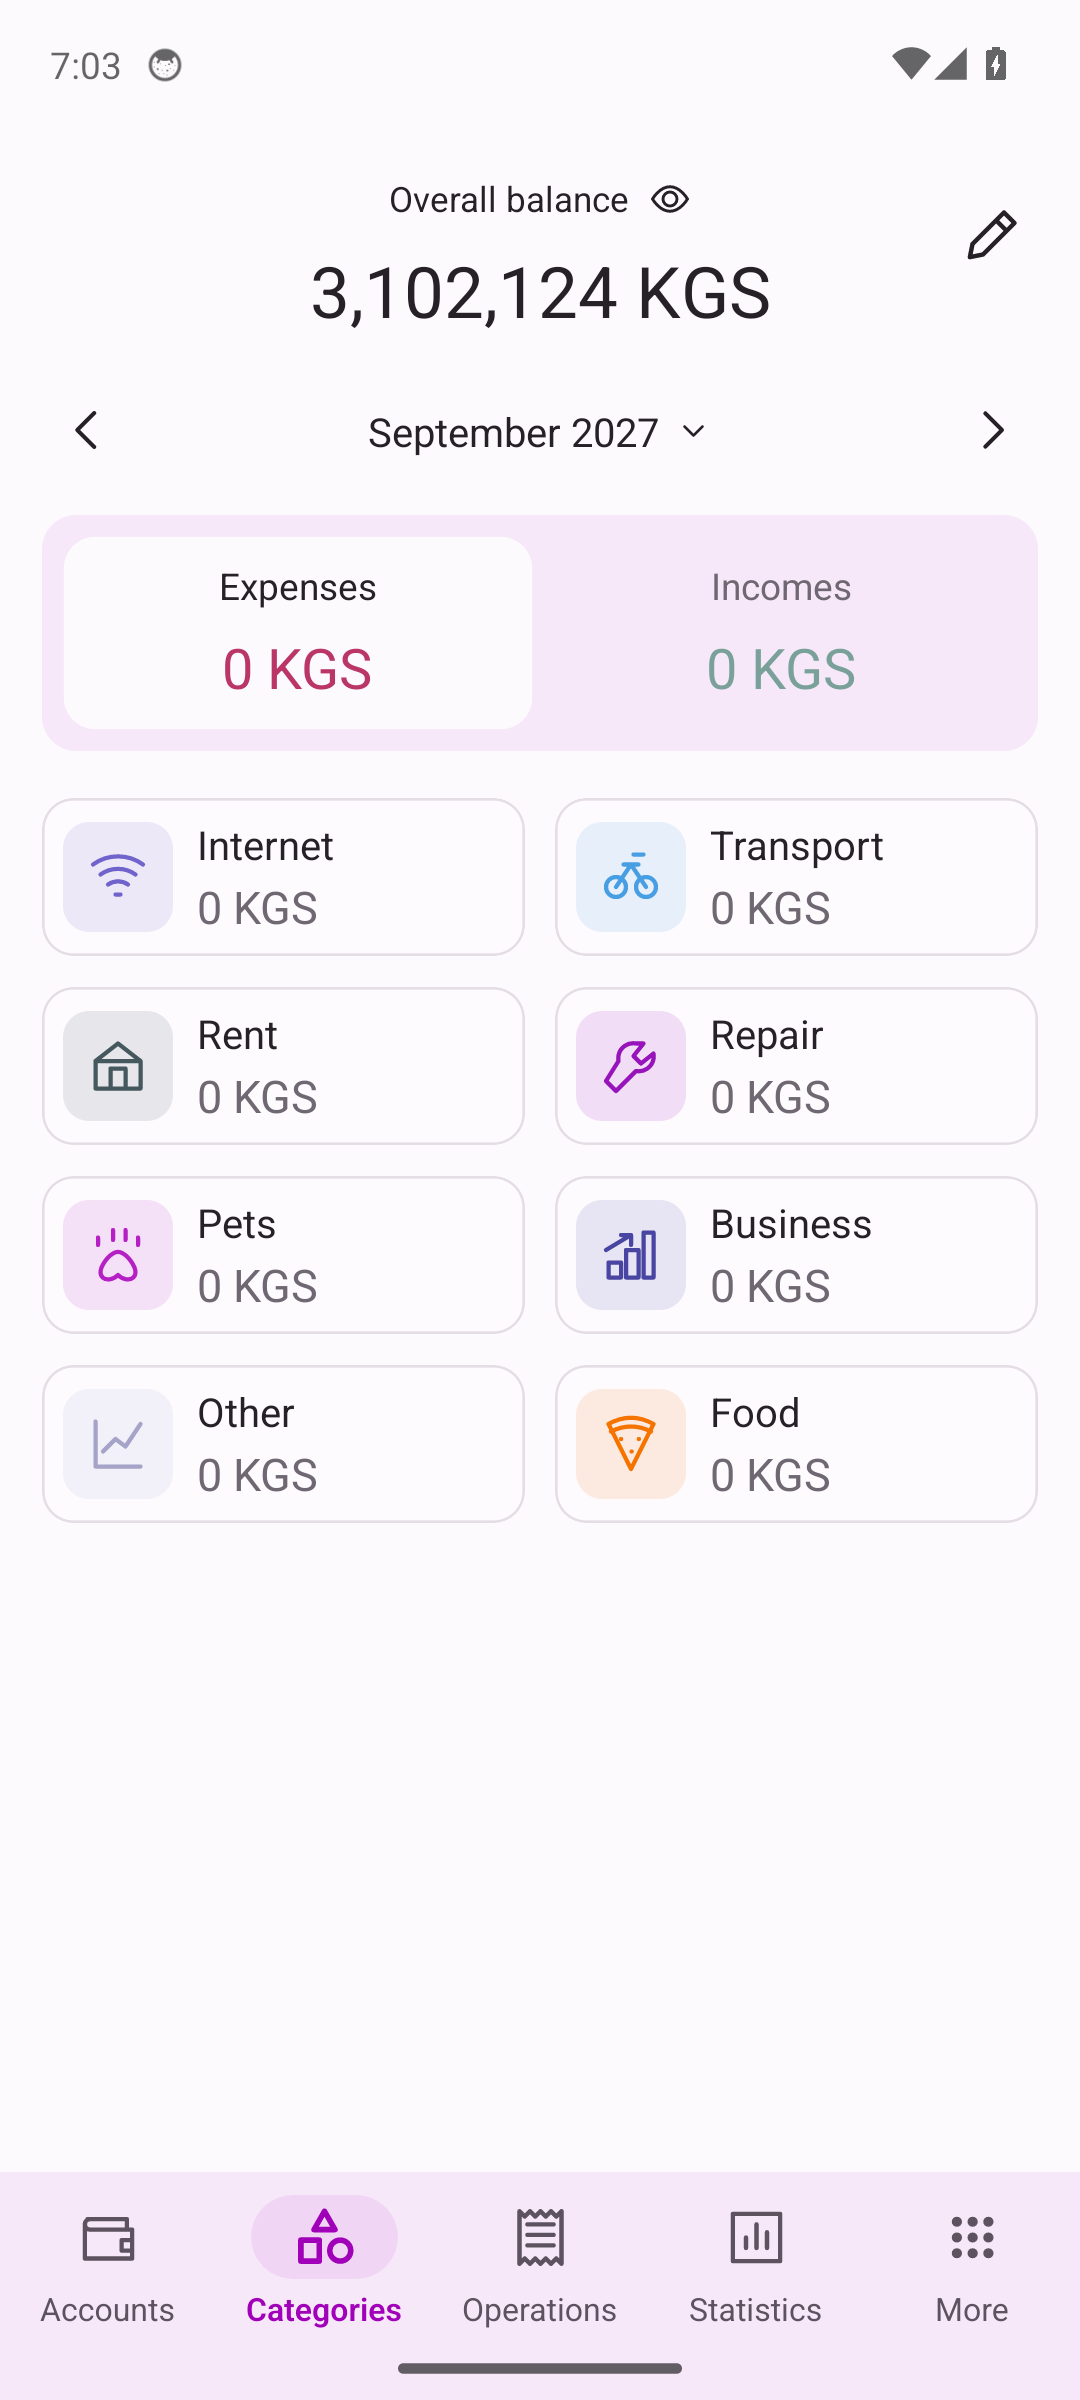 7:03
Overall balance
3,102,124 KGS
September 2027
Expenses
0 KGS
Incomes
0 KGS
Internet
0 KGS
Transport
0 KGS
Rent
0 KGS
Repair
0 KGS
Pets
0 KGS
Business
0 KGS
Other
0 KGS
Food
0 KGS
Accounts
Categories
Operations
Statistics
More